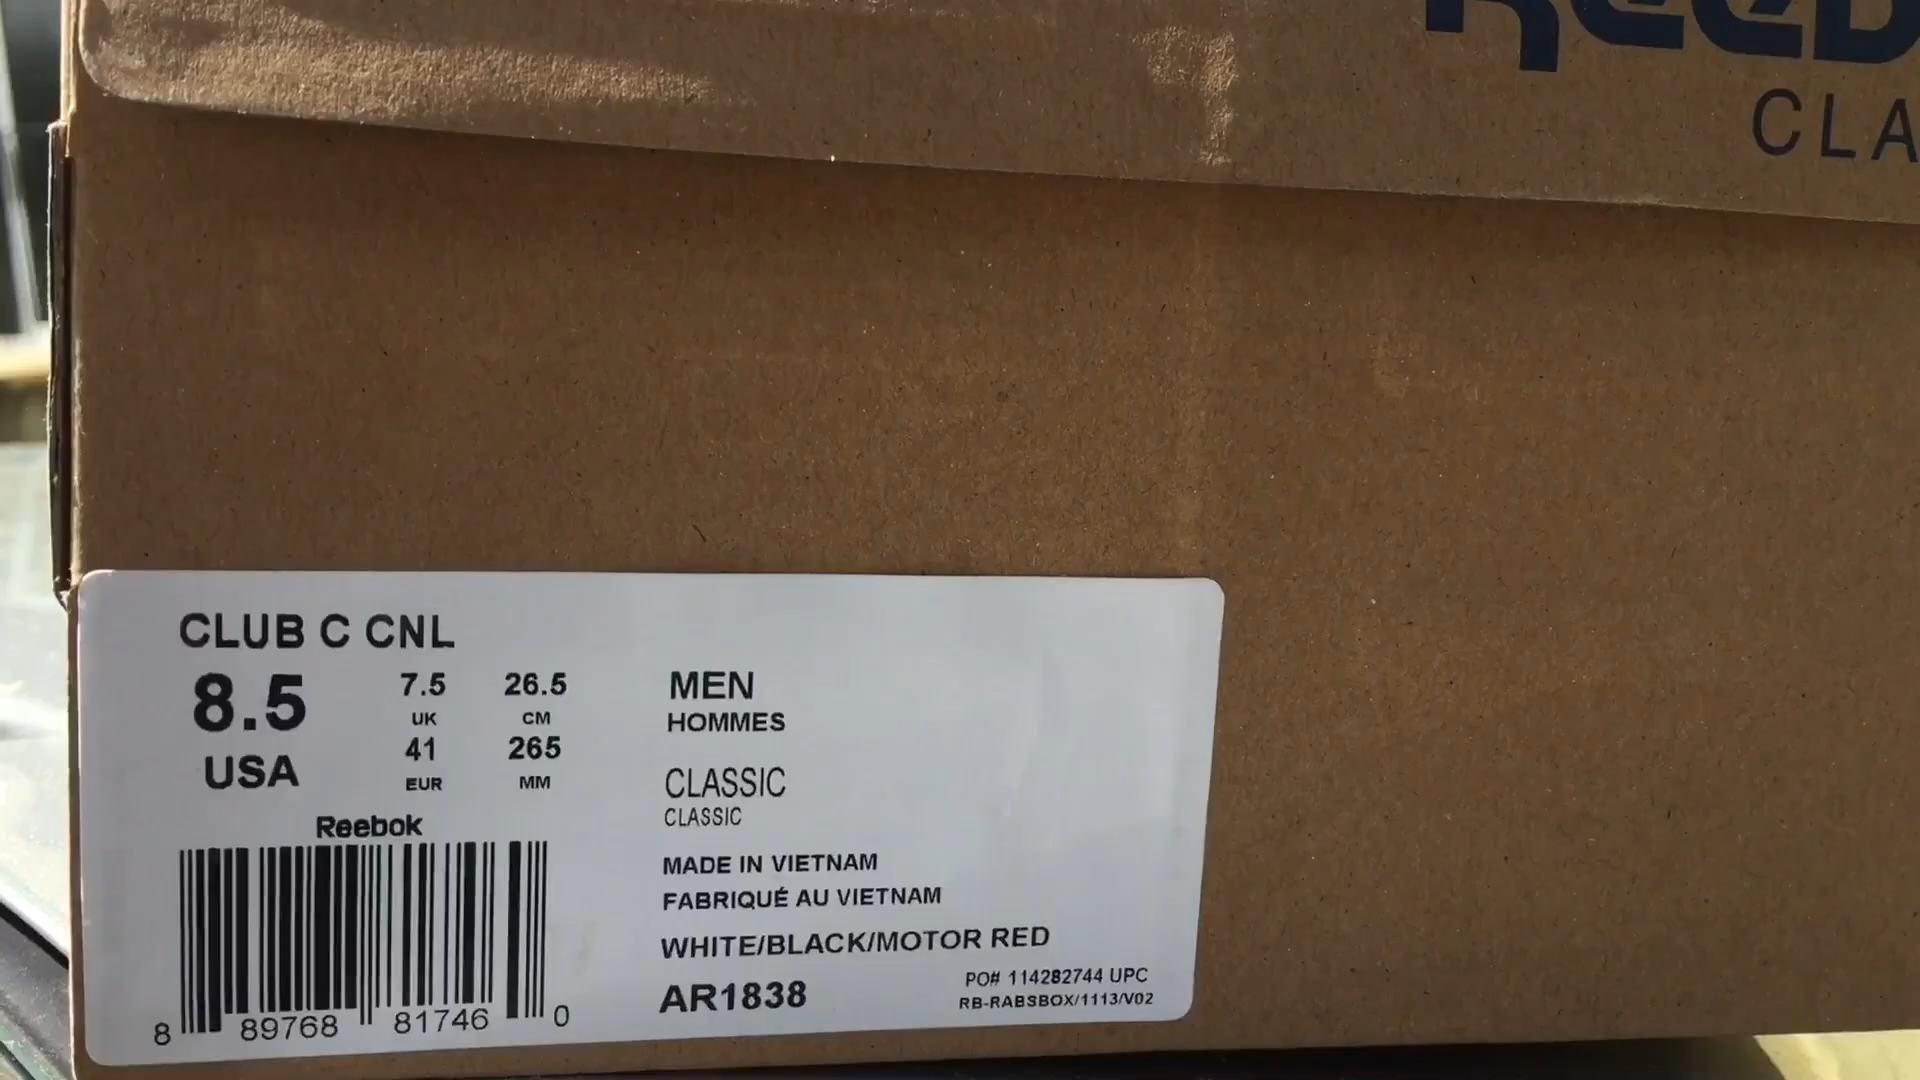 REEB
CLA
CLUB C CNL
8.5 7.5 26.5
UK CM
USA 41 265
EUR MM
Reebok
8 89768 81746 0
MEN
HOMMES
CLASSIC
CLASSIC
MADE IN VIETNAM
FABRIQUÉ AU VIETNAM
WHITE/BLACK/MOTOR RED
AR1838
PO# 114282744 UPC
RB-RABSBOX/1113/V02